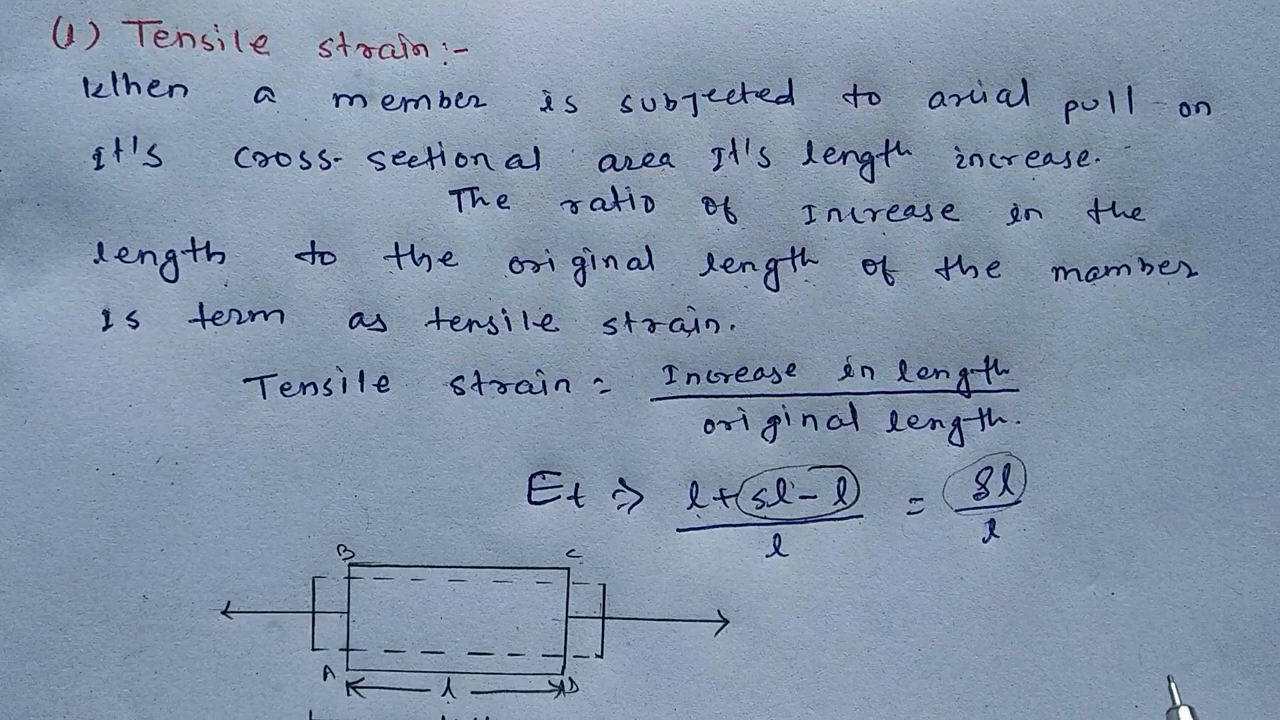 (1) Tensile strain:-
When a member is subjected to axial pull on
it's cross-sectional area It's length increase.
The ratio of Increase in the
length to the original length of the mamber
is term as tensile strain.
Tensile strain = Increase in length
original length.
Et ⇒ l+δl-l = δl
l l
B C
A D
l